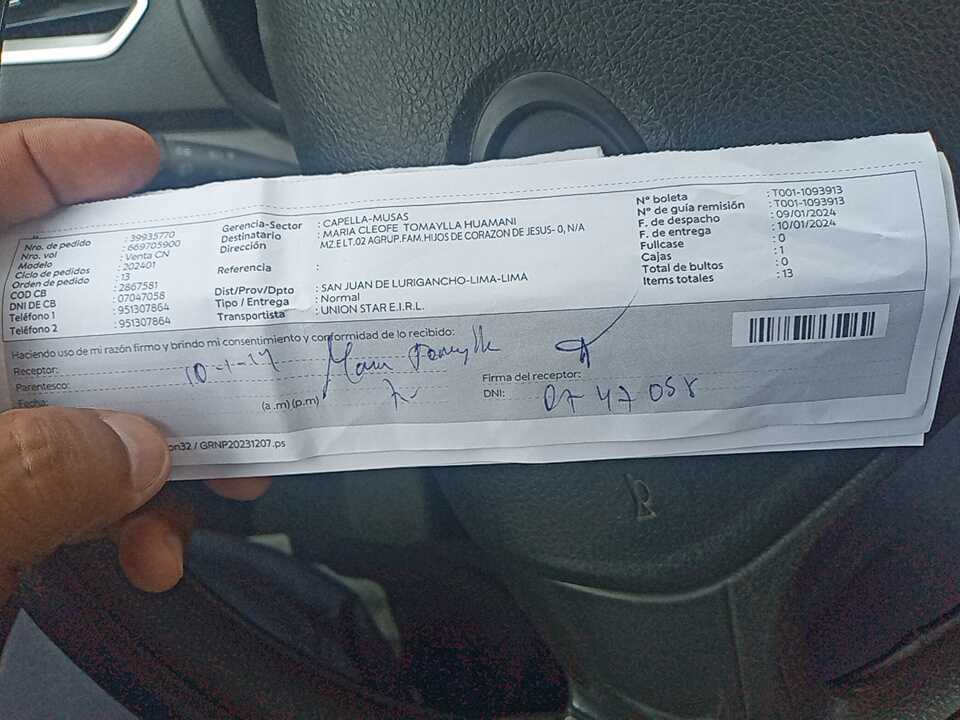 Nro. de pedido : 39935770
Nro. vol : 669705900
Modelo : Venta CN
Ciclo de pedidos : 202401
Orden de pedido : 13
COD CB : 2867581
DNI DE CB : 07047058
Teléfono 1 : 951307864
Teléfono 2 : 951307864
Gerencia-Sector : CAPELLA-MUSAS
Destinatario : MARIA CLEOFE TOMAYLLA HUAMANI
Dirección : MZ.E LT.02 AGRUP.FAM.HIJOS DE CORAZON DE JESUS- 0, N/A
Referencia :
Dist/Prov/Dpto : SAN JUAN DE LURIGANCHO-LIMA-LIMA
Tipo / Entrega : Normal
Transportista : UNION STAR E.I.R.L.
N° boleta : T001-1093913
N° de guía remisión : T001-1093913
F. de despacho : 09/01/2024
F. de entrega : 10/01/2024
Fullcase : 0
Cajas : 1
Total de bultos : 0
Items totales : 13
Haciendo uso de mi razón firmo y brindo mi consentimiento y conformidad de lo recibido:
Receptor:
Parentesco:
Fecha: (a .m) (p.m)
Firma del receptor:
DNI: 07 47 058
on32 / GRNP20231207.ps